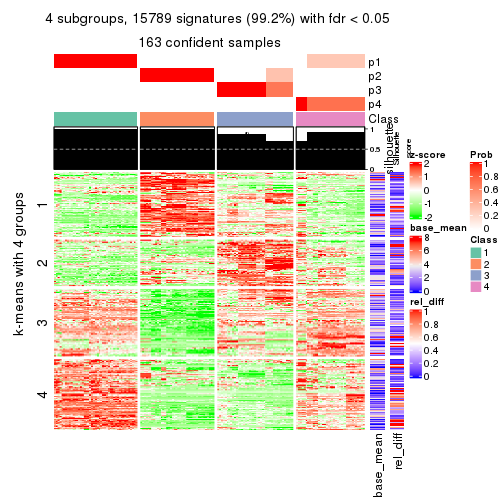 4 subgroups, 15789 signatures (99.2%) with fdr < 0.05
163 confident samples
p1
p2
p3
p4
Class
silhouette
Silhouette
score
1
0.5
0
k-means with 4 groups
1
2
3
4
base_mean
rel_diff
z-score
2
1
0
-1
-2
base_mean
8
6
4
2
0
rel_diff
1
0.8
0.6
0.4
0.2
0
Prob
1
0.8
0.6
0.4
0.2
0
Class
1
2
3
4